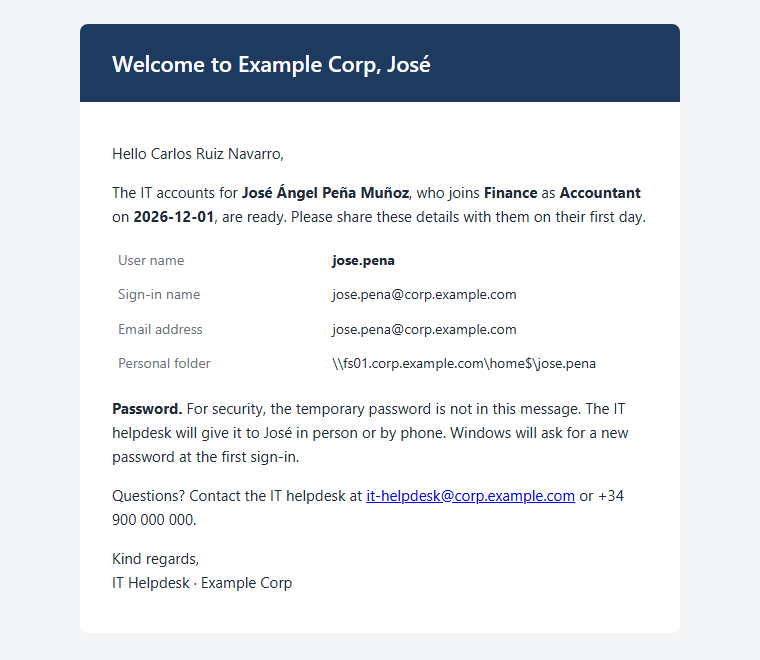 Welcome to Example Corp, José
Hello Carlos Ruiz Navarro,
The IT accounts for José Ángel Peña Muñoz, who joins Finance as Accountant
on 2026-12-01, are ready. Please share these details with them on their first day.
User name jose.pena
Sign-in name jose.pena@corp.example.com
Email address jose.pena@corp.example.com
Personal folder \\fs01.corp.example.com\home$\jose.pena
Password. For security, the temporary password is not in this message. The IT
helpdesk will give it to José in person or by phone. Windows will ask for a new
password at the first sign-in.
Questions? Contact the IT helpdesk at it-helpdesk@corp.example.com or +34
900 000 000.
Kind regards,
IT Helpdesk · Example Corp